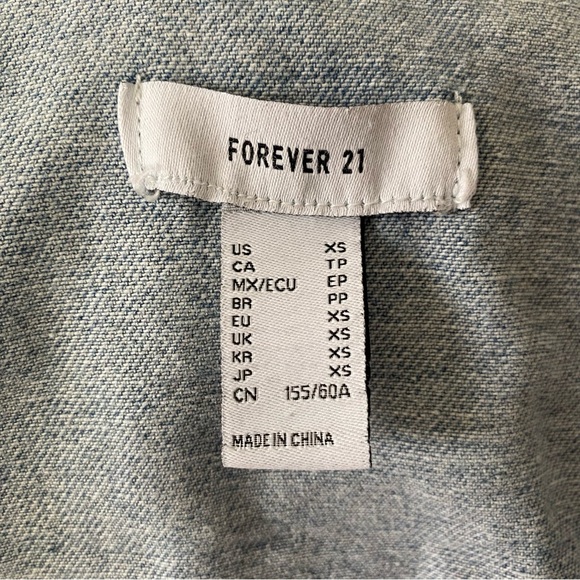 FOREVER 21
US XS
CA TP
MX/ECU EP
BR PP
EU XS
UK XS
KR XS
JP XS
CN 155/60A
MADE IN CHINA